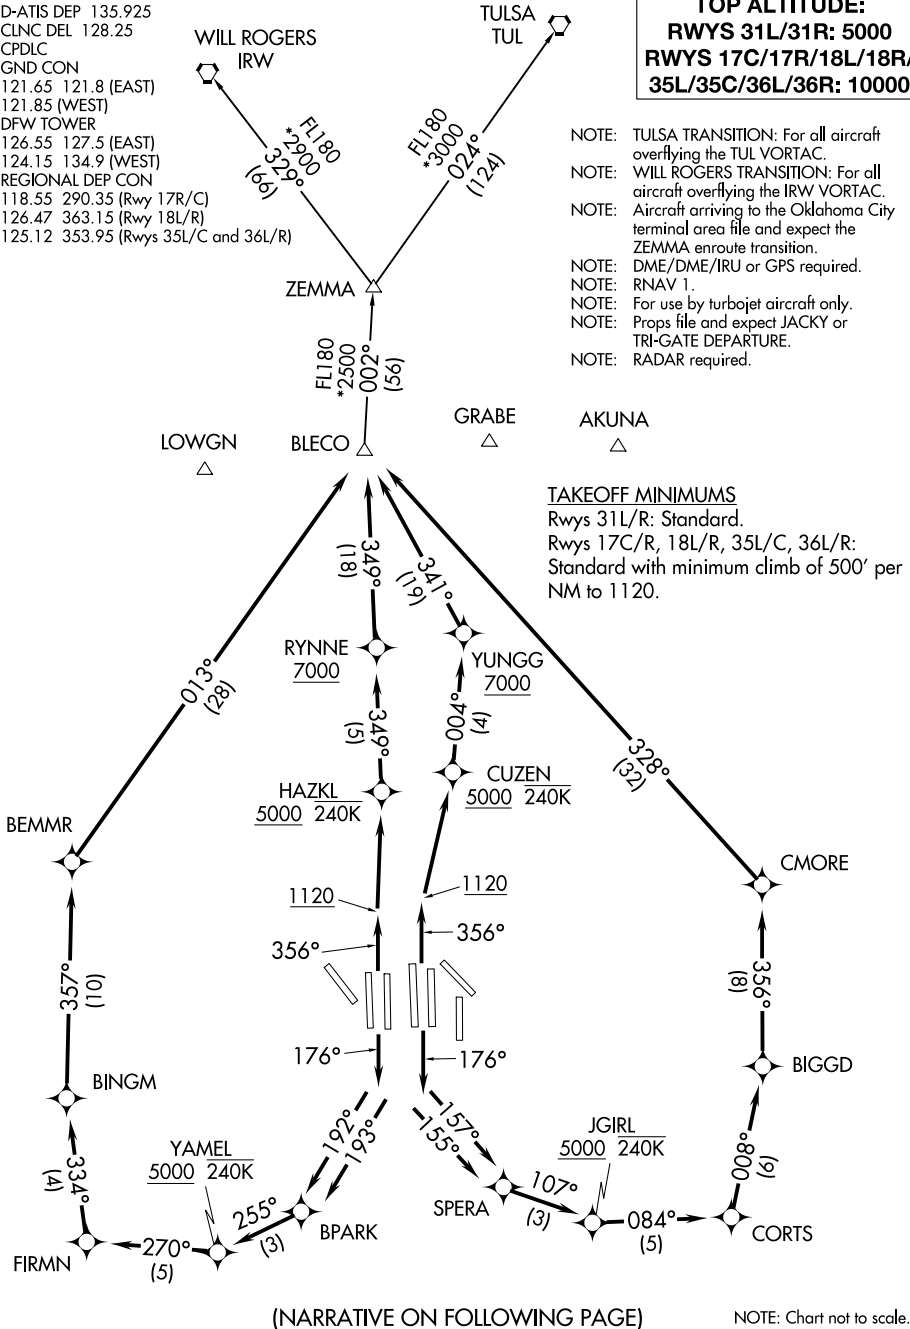 D-ATIS DEP 135.925
CLNC DEL 128.25
CPDLC
GND CON
121.65 121.8 (EAST)
121.85 (WEST)
DFW TOWER
126.55 127.5 (EAST)
124.15 134.9 (WEST)
REGIONAL DEP CON
118.55 290.35 (Rwy 17R/C)
126.47 363.15 (Rwy 18L/R)
125.12 353.95 (Rwys 35L/C and 36L/R)
WILL ROGERS
IRW
TULSA
TUL
TOP ALTITUDE:
RWYS 31L/31R: 5000
RWYS 17C/17R/18L/18R/
35L/35C/36L/36R: 10000
NOTE: TULSA TRANSITION: For all aircraft
overflying the TUL VORTAC.
NOTE: WILL ROGERS TRANSITION: For all
aircraft overflying the IRW VORTAC.
NOTE: Aircraft arriving to the Oklahoma City
terminal area file and expect the
ZEMMA enroute transition.
NOTE: DME/DME/IRU or GPS required.
NOTE: RNAV 1.
NOTE: For use by turbojet aircraft only.
NOTE: Props file and expect JACKY or
TRI-GATE DEPARTURE.
NOTE: RADAR required.
FL180
*2900
329°
(66)
FL180
*3000
024°
(124)
ZEMMA
FL180
*2500
002°
(56)
LOWGN
BLECO
GRABE
AKUNA
TAKEOFF MINIMUMS
Rwys 31L/R: Standard.
Rwys 17C/R, 18L/R, 35L/C, 36L/R:
Standard with minimum climb of 500' per
NM to 1120.
349°
(18)
341°
(19)
RYNNE
7000
YUNGG
7000
013°
(28)
349°
(5)
004°
(4)
328°
(32)
HAZKL
5000 240K
CUZEN
5000 240K
BEMMR
CMORE
1120
1120
356°
356°
357°
(10)
356°
(8)
176°
176°
BINGM
BIGGD
192°
193°
157°
155°
YAMEL
5000 240K
JGIRL
5000 240K
334°
(4)
008°
(6)
255°
(3)
BPARK
SPERA
107°
(3)
FIRMN
270°
(5)
084°
(5)
CORTS
(NARRATIVE ON FOLLOWING PAGE)
NOTE: Chart not to scale.